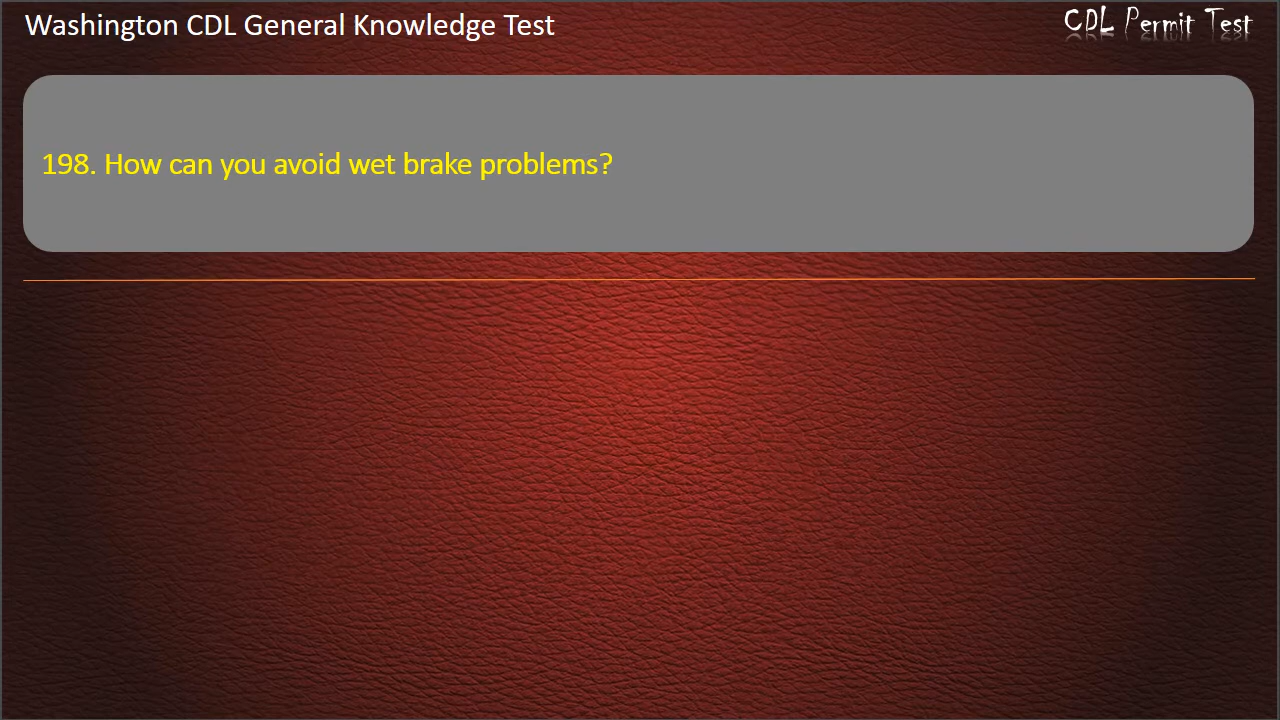 Washington CDL General Knowledge Test
CDL Permit Test
198. How can you avoid wet brake problems?